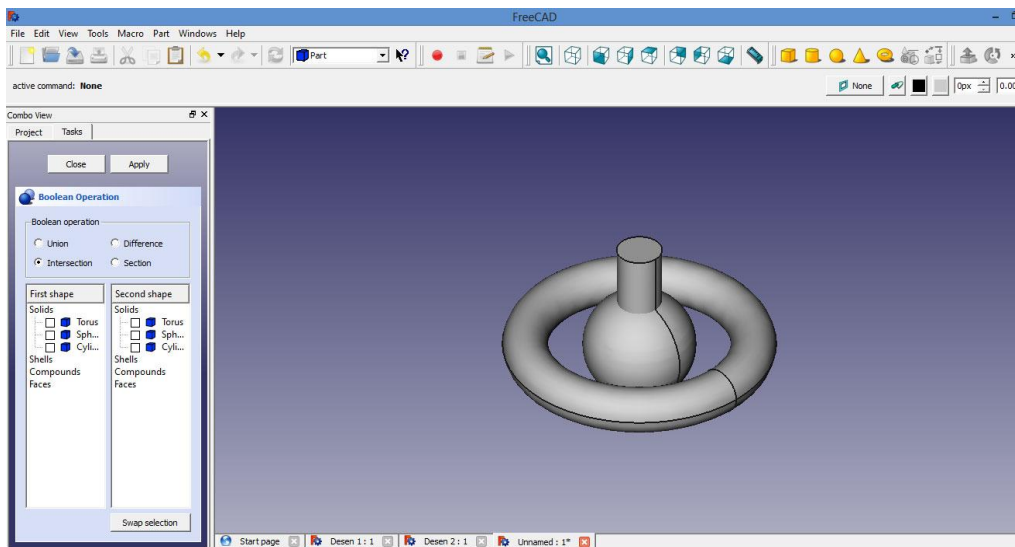 FreeCAD
File Edit View Tools Macro Part Windows Help
Part
active command: None
None
0px
0.00
Combo View
Project Tasks
Close Apply
Boolean Operation
Boolean operation
Union Difference
Intersection Section
First shape Second shape
Solids Solids
Torus Torus
Sph... Sph...
Cyli... Cyli...
Shells Shells
Compounds Compounds
Faces Faces
Swap selection
Start page Desen 1 : 1 Desen 2 : 1 Unnamed : 1*